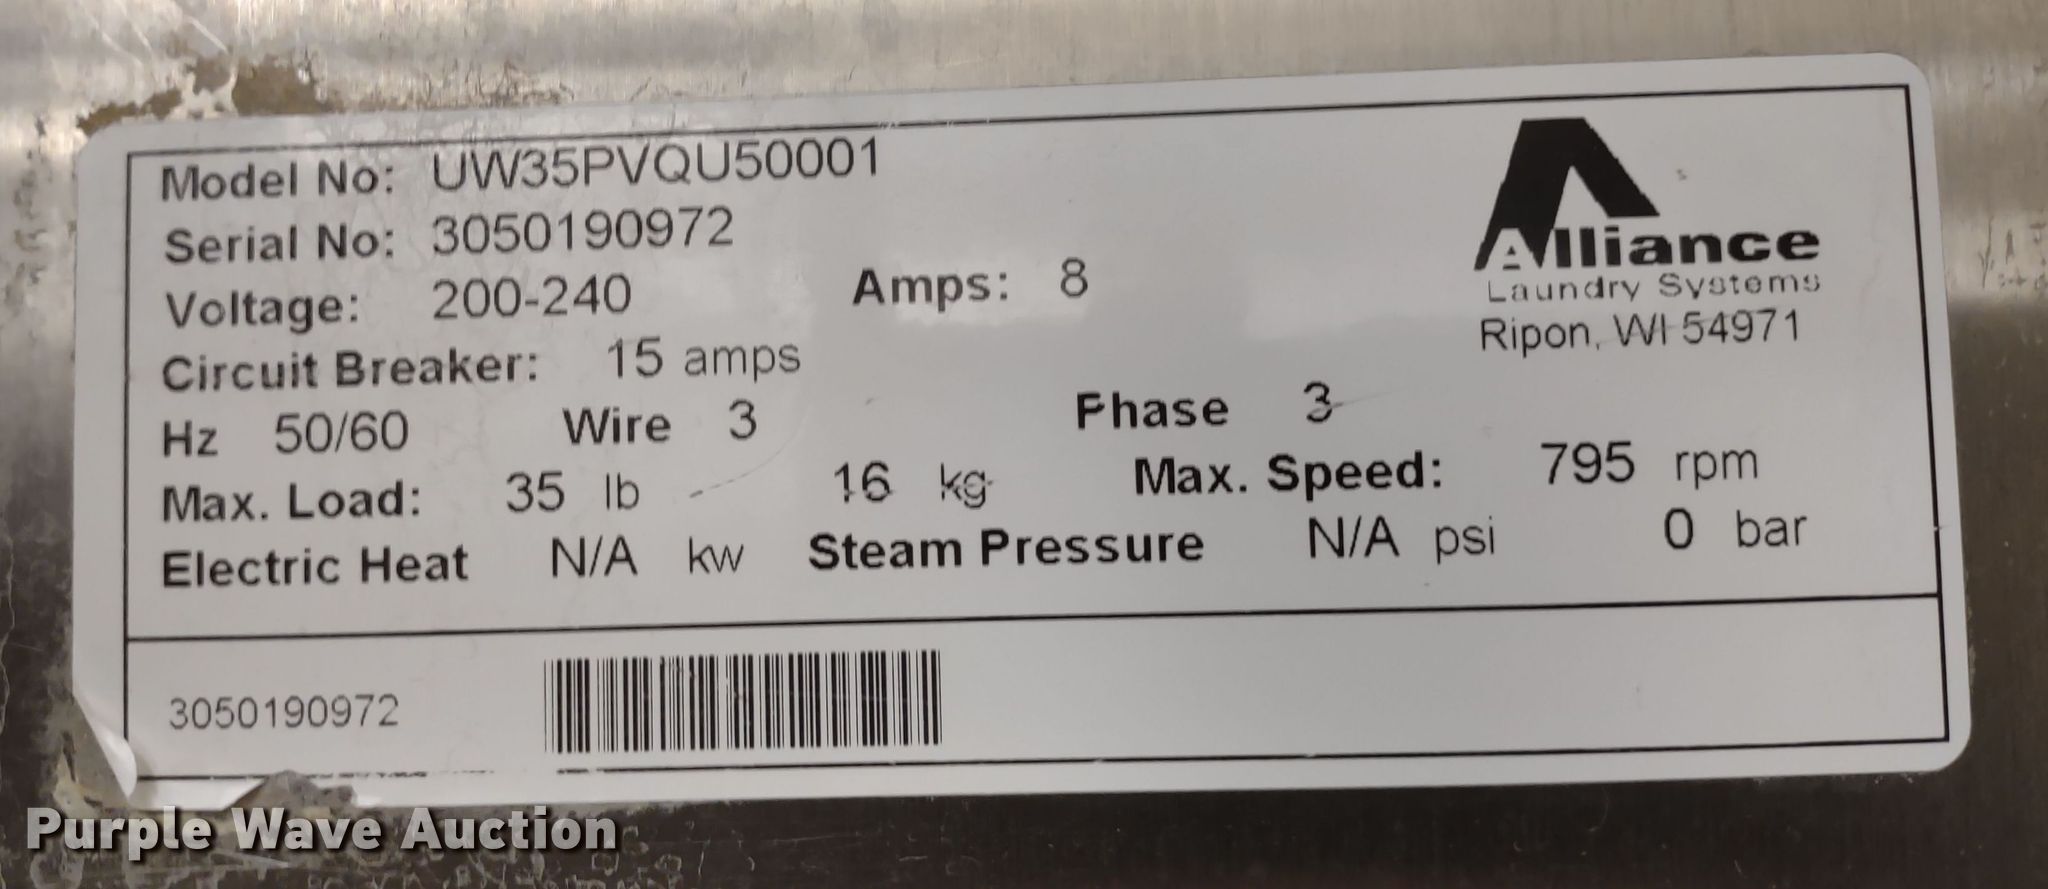 Model No: UW35PVQU50001
Serial No: 3050190972
Voltage: 200-240 Amps: 8
Circuit Breaker: 15 amps
Hz 50/60 Wire 3 Phase 3
Max. Load: 35 lb 16 kg Max. Speed: 795 rpm
Electric Heat N/A kw Steam Pressure N/A psi 0 bar
Alliance
Laundry Systems
Ripon, WI 54971
3050190972
Purple Wave Auction